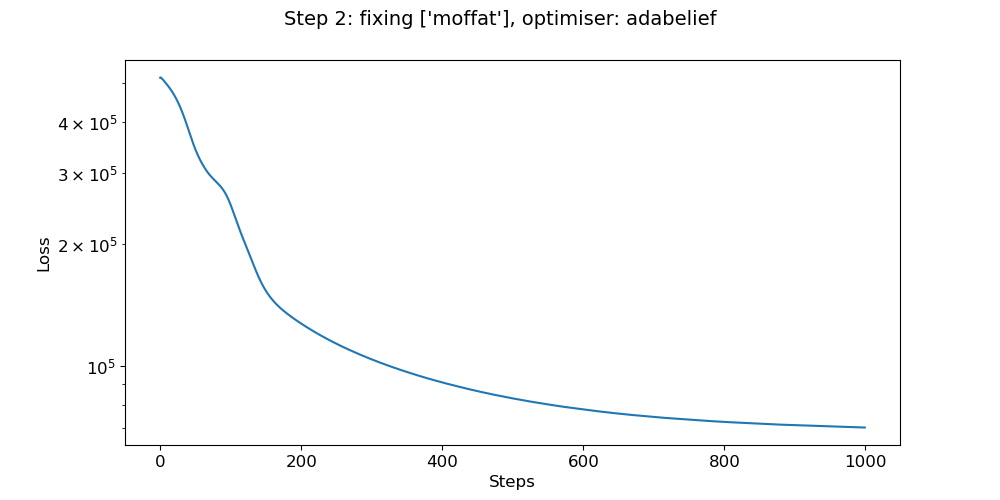 Step 2: fixing ['moffat'], optimiser: adabelief
4 × 10⁵
3 × 10⁵
2 × 10⁵
10⁵
Loss
0 200 400 600 800 1000
Steps